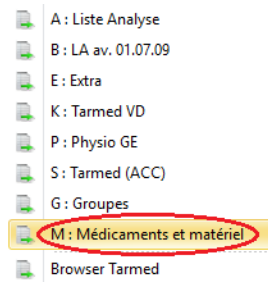 A : Liste Analyse
B : LA av. 01.07.09
E : Extra
K : Tarmed VD
P : Physio GE
S : Tarmed (ACC)
G : Groupes
M : Médicaments et matériel
Browser Tarmed